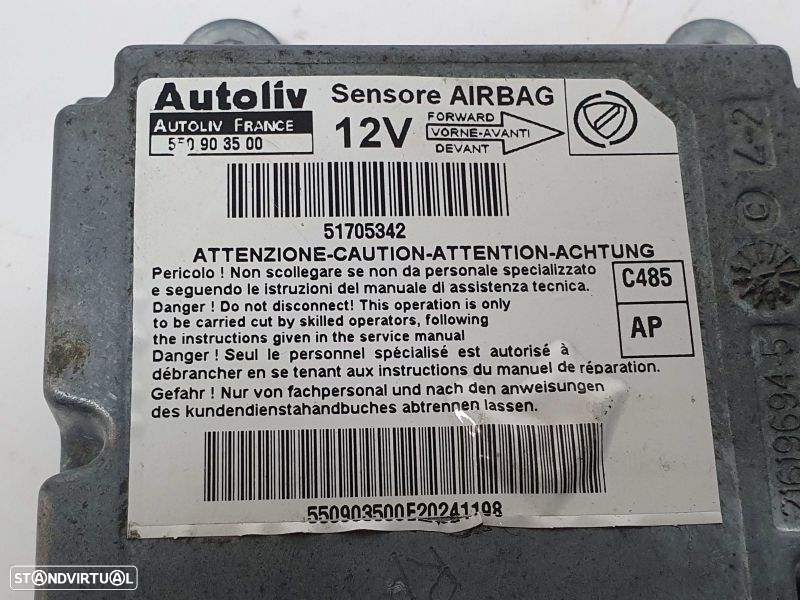 Autoliv
AUTOLIV FRANCE
550 90 35 00
Sensore AIRBAG
12V
FORWARD
VORNE-AVANTI
DEVANT
51705342
ATTENZIONE-CAUTION-ATTENTION-ACHTUNG
Pericolo ! Non scollegare se non da personale specializzato
e seguendo le istruzioni del manuale di assistenza tecnica.
Danger ! Do not disconnect! This operation is only
to be carried cut by skilled operators, following
the instructions given in the service manual
Danger ! Seul le personnel spécialisé est autorisé à
débrancher en se tenant aux instructions du manuel de réparation.
Gefahr ! Nur von fachpersonal und nach den anweisungen
des kundendienstahandbuches abtrennen lassen.
C485
AP
550903500E20241198
C 4-2
21619694-5
STANDVIRTUAL